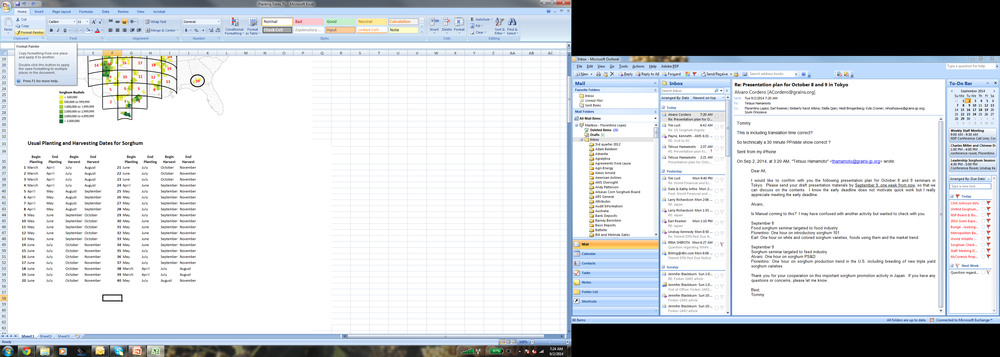 Planting Dates_FL - Microsoft Excel
Home Insert Page Layout Formulas Data Review View Acrobat
Paste
Cut
Copy
Format Painter
Clipboard
Calibri 11
B I U
Font
Wrap Text
Merge & Center
Alignment
General
$ % ,
Number
Conditional Formatting
Format as Table
Normal Bad Good Neutral Calculation
Check Cell Explanatory ... Input Linked Cell Note
Styles
Insert Delete Format
Cells
AutoSum
Fill
Clear
Sort & Filter
Find & Select
Editing
Format Painter
Copy formatting from one place
and apply it to another.
Double-click this button to apply
the same formatting to multiple
places in the document.
Press F1 for more help.
E F G H I J K L M N O P Q R S T U V W X Y Z AA AB AC
24
14 15 16 17 18 19
9 10 11 12 13 39
5 6 6 8
2 3 4
Sorghum Bushels
< 500,000
500,000 to 999,999
1,000,000 to 1,999,999
2,000,000 to 2,999,999
3,000,000 to 4,999,999
> 5,000,000
Usual Planting and Harvesting Dates for Sorghum
Begin Planting End Planting Begin Harvest End Harvest Begin Planting End Planting Begin Harvest End Harvest
1 March April July August 21 June July October November
2 March April July August 22 June July October November
3 March April July August 23 June July October November
4 March April July August 24 April June September November
5 April May August September 25 May July September November
6 April May August September 26 May July September November
7 April May August September 27 May July September November
8 April May August September 28 May July September November
9 May June September October 29 May July September November
10 May June September October 30 May June September November
11 May June September October 31 May June September November
12 May June September October 32 May June September November
13 May June September October 33 May June September November
14 June July October November 34 May June September November
15 June July October November 35 May July September November
16 June July October November 36 May July September November
17 June July October November 37 May July September November
18 June July October November 38 March April July August
19 June July October November 39 March April July August
20 June July October November 40 May July August November
19
20
21
22
23
24
25
26
27
28
29
30
31
32
33
34
35
36
37
38
39
40
41
42
43
44
45
46
47
48
49
50
51
52
53
54
55
56
57
58
59
60
61
62
63
Sheet1 Sheet2 Sheet3
Ready
100%
97%
7:24 AM
9/2/2014
Inbox - Microsoft Outlook
File Edit View Go Tools Actions Help Adobe PDF
Type a question for help
New Reply Reply to All Forward Send/Receive Search address books
Mail
Favorite Folders
Inbox
Unread Mail
Sent Items
Mail Folders
All Mail Items
Mailbox - Florentino Lopez
Deleted Items (28)
Drafts [1]
Inbox
3rd quarter 2012
Adam Baldwin
Advanta
Agralytica
Agreements from Laura
Agri-Energy
Alexis Arnold
American Airlines
AMS Oversight
Andy Patterson
Arkasas Corn Sorghum Board
ARS General
Attributes
Audit Information
Australia
Bank Deposits
Barney Bernstein
Basis Reports
Battelle
Bill and Melinda Gates
Mail
Calendar
Contacts
Tasks
Notes
Folder List
Shortcuts
68 Items
Inbox
Search Inbox
Arranged By: Date Newest on top
Today
Alvaro Cordero 7:20 AM
Re: Presentation plan for O...
Tim Lust 6:42 AM
Re: US Sorghum inquiry
Payne, Kenneth - AMS 6:31 ...
RE: Visit to DC
Tetsuo Hamamoto 2:37 AM
RE: Presentation plan fo...
Tetsuo Hamamoto 2:21 AM
Presentation plan for Octo...
Yesterday
Tim Lust Mon 9:40 PM
Re: World Financial and Ec...
Dale & Kathy Artho Mon 2:...
Fwd: World Financial and ...
Larry Richardson Mon 2:06 ...
RE: Japan
Larry Richardson Mon 1:55 ...
RE: Japan
Earl Roemer Mon 1:10 PM
RE: Japan
Lindsay Kennedy Mon 8:50 ...
Re: Telvent DTN Past Due N...
RINA SHIROTA Mon 6:27 AM
Question regarding White ...
Billing@dtn.com Mon 6:08 ...
Telvent DTN Past Due Notice
Sunday
Jennifer Blackburn Sun 1:0...
RE: Forbes GMO article
Jennifer Blackburn Sun 1:0...
Out of Office: Forbes GMO...
Jennifer Blackburn Sun 10:...
Forbes GMO article
Jennifer Blackburn Sun 10:...
Forbes GMO article
Re: Presentation plan for October 8 and 9 in Tokyo
Alvaro Cordero [ACordero@grains.org]
Sent: Tue 9/2/2014 7:20 AM
To: Tetsuo Hamamoto
Cc: Florentino Lopez; Earl Roemer; Kimberly Karst Atkins; Stella Qian; Heidi Bringenberg; Kyle Cromer; mhoshizawa@grains-jp.org;
Izumi Onozawa
Tommy
This is including translation time correct?
So technically a 30 minute PP/slide show correct ?
Sent from my iPhone
On Sep 2, 2014, at 3:20 AM, "Tetsuo Hamamoto" <thamamoto@grains-jp.org> wrote:
Dear All,
I would like to confirm with you the following presentation plan for October 8 and 9 seminars in
Tokyo. Please send your draft presentation materials by September 9, one week from now, so that we
can discuss on the contents. I know the early deadline does not motivate quick work but I really
appreciate meeting the early deadline.
Alvaro,
Is Manuel coming to this? I may have confused with another activity but wanted to check with you.
September 8
Food sorghum seminar targeted to food industry
Florentino: One hour on introductory sorghum 101
Earl: One hour on white and colored sorghum varieties, foods using them and the market trend
September 9
Sorghum seminar targeted to feed industry
Alvaro: One hour on sorghum PS&D
Florentino: One hour on sorghum production trend in the U.S. including breeding of new triple yield
sorghum varieties
Thank you for your cooperation on this important sorghum promotion activity in Japan. If you have any
questions or concerns, please let me know.
Best,
Tommy
All folders are up to date. Connected to Microsoft Exchange
To-Do Bar
September 2014
Su Mo Tu We Th Fr Sa
31 1 2 3 4 5 6
7 8 9 10 11 12 13
14 15 16 17 18 19 20
21 22 23 24 25 26 27
28 29 30 1 2 3 4
5 6 7 8 9 10 11
Weekly Staff Meeting
9:00 AM - 9:30 AM
NSP Conference Call Line; Cor
Charles Miller and Chinese De
1:00 PM - 4:00 PM
conference room; Florentino
Leadership Sorghum Session
4:30 PM - 5:00 PM
Conference Room; Lindsay Ke
Arranged By: Due Date
Type a new task
Today
Clint Johnson Info
United Sorghum...
NSP Board & Bu...
2014 Grain Expo...
Bunge - looking...
Metropolitan Ba...
World Wildlife ...
Sorghum Check...
Staff Meeting IC...
McCormick Prop...
Next Week
Question regard...